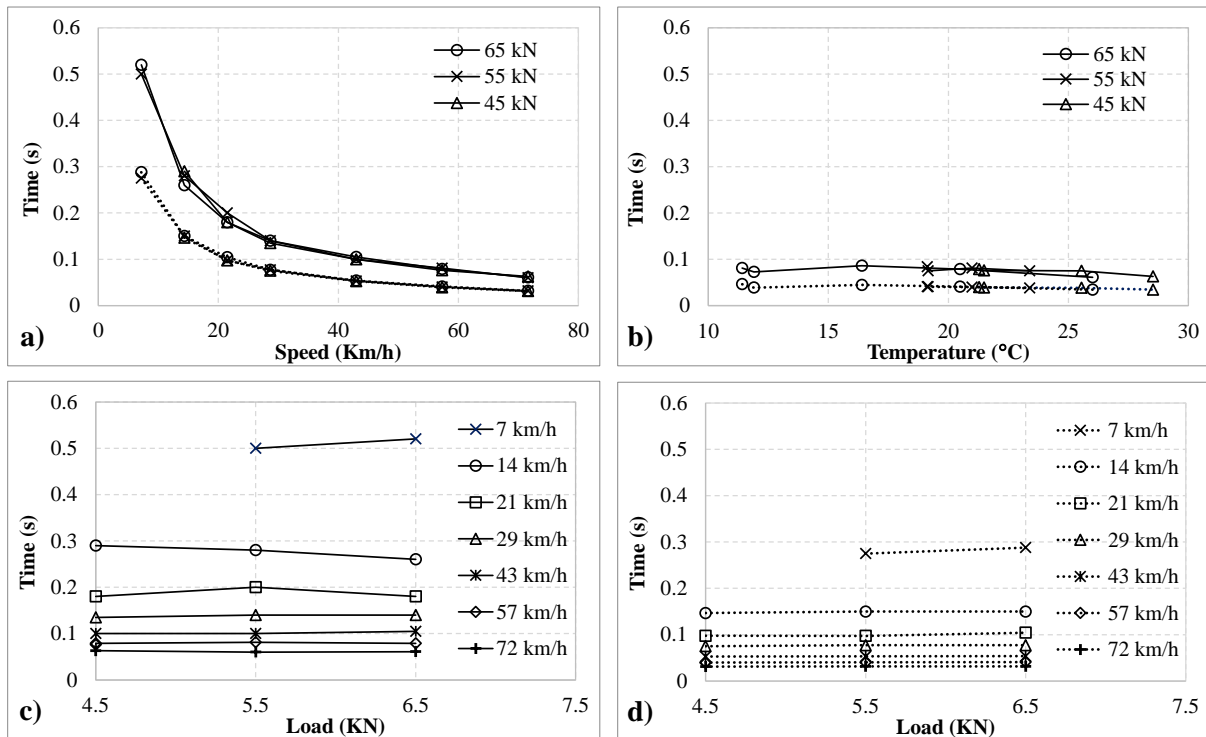 0.6
0.5
0.4
0.3
0.2
0.1
0
Time (s)
65 kN
55 kN
45 kN
0 20 40 60 80
Speed (Km/h)
a)
0.6
0.5
0.4
0.3
0.2
0.1
0
Time (s)
65 kN
55 kN
45 kN
10 15 20 25 30
Temperature (°C)
b)
0.6
0.5
0.4
0.3
0.2
0.1
0
Time (s)
7 km/h
14 km/h
21 km/h
29 km/h
43 km/h
57 km/h
72 km/h
4.5 5.5 6.5 7.5
Load (KN)
c)
0.6
0.5
0.4
0.3
0.2
0.1
0
Time (s)
7 km/h
14 km/h
21 km/h
29 km/h
43 km/h
57 km/h
72 km/h
4.5 5.5 6.5 7.5
Load (KN)
d)